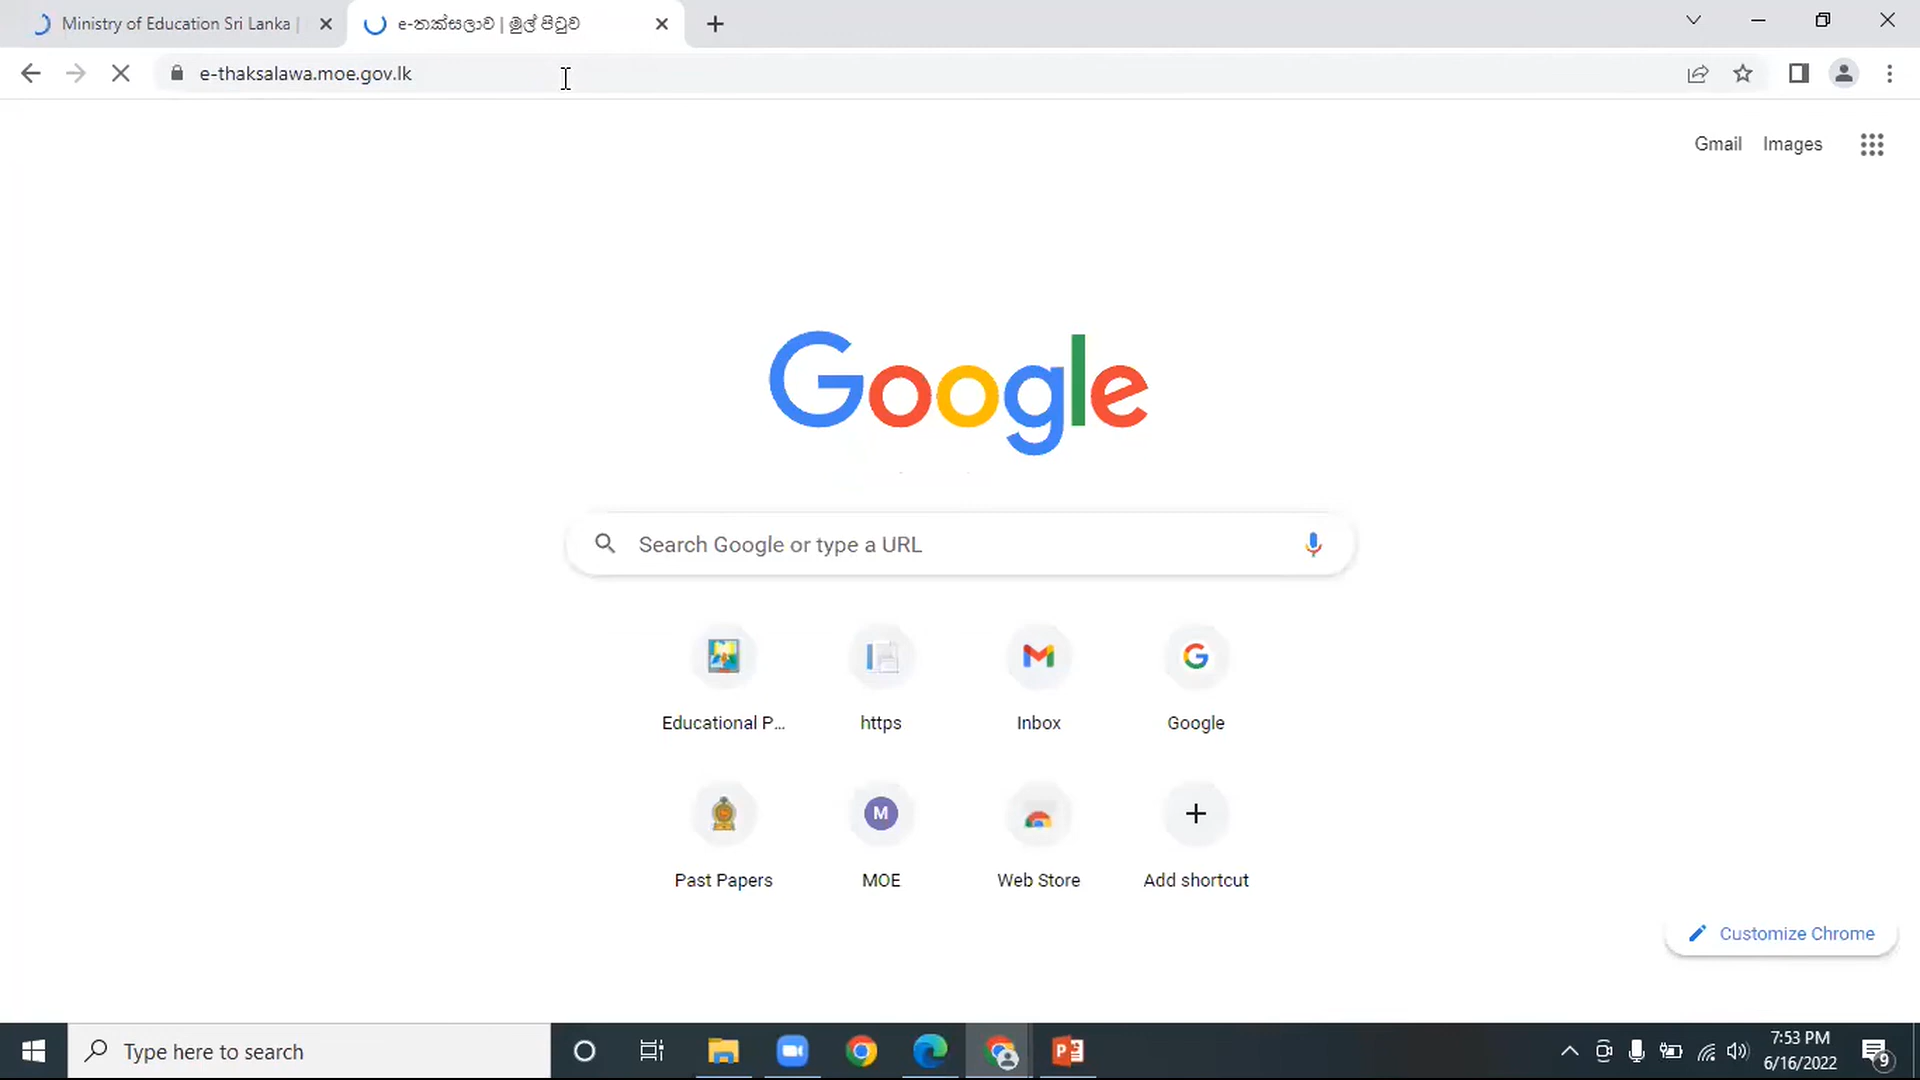 Ministry of Education Sri Lanka |
e-තක්සලාව | මුල් පිටුව
e-thaksalawa.moe.gov.lk
Gmail Images
Google
Search Google or type a URL
Educational P... https Inbox Google
M
Past Papers MOE Web Store Add shortcut
Customize Chrome
Type here to search
7:53 PM
6/16/2022
9